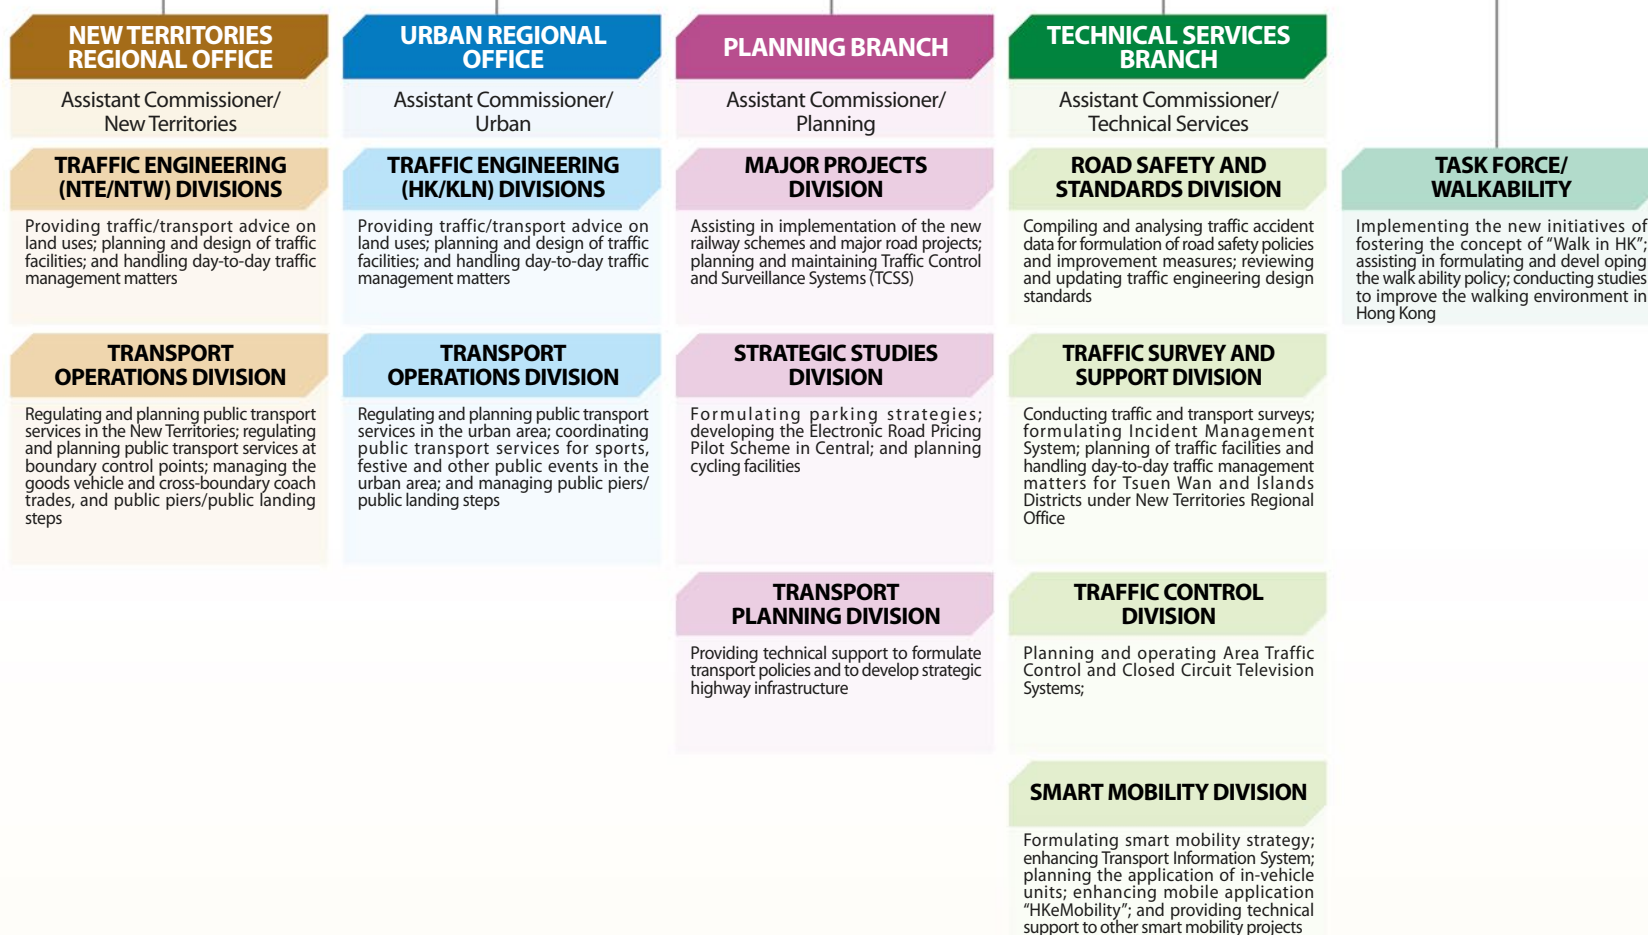 NEW TERRITORIES
REGIONAL OFFICE
Assistant Commissioner/
New Territories
TRAFFIC ENGINEERING
(NTE/NTW) DIVISIONS
Providing traffic/transport advice on
land uses; planning and design of traffic
facilities; and handling day-to-day traffic
management matters
TRANSPORT
OPERATIONS DIVISION
Regulating and planning public transport
services in the New Territories; regulating
and planning public transport services at
boundary control points; managing the
goods vehicle and cross-boundary coach
trades, and public piers/public landing
steps
URBAN REGIONAL
OFFICE
Assistant Commissioner/
Urban
TRAFFIC ENGINEERING
(HK/KLN) DIVISIONS
Providing traffic/transport advice on
land uses; planning and design of traffic
facilities; and handling day-to-day traffic
management matters
TRANSPORT
OPERATIONS DIVISION
Regulating and planning public transport
services in the urban area; coordinating
public transport services for sports,
festive and other public events in the
urban area; and managing public piers/
public landing steps
PLANNING BRANCH
Assistant Commissioner/
Planning
MAJOR PROJECTS
DIVISION
Assisting in implementation of the new
railway schemes and major road projects;
planning and maintaining Traffic Control
and Surveillance Systems (TCSS)
STRATEGIC STUDIES
DIVISION
Formulating parking strategies;
developing the Electronic Road Pricing
Pilot Scheme in Central; and planning
cycling facilities
TRANSPORT
PLANNING DIVISION
Providing technical support to formulate
transport policies and to develop strategic
highway infrastructure
TECHNICAL SERVICES
BRANCH
Assistant Commissioner/
Technical Services
ROAD SAFETY AND
STANDARDS DIVISION
Compiling and analysing traffic accident
data for formulation of road safety policies
and improvement measures; reviewing
and updating traffic engineering design
standards
TRAFFIC SURVEY AND
SUPPORT DIVISION
Conducting traffic and transport surveys;
formulating Incident Management
System; planning of traffic facilities and
handling day-to-day traffic management
matters for Tsuen Wan and Islands
Districts under New Territories Regional
Office
TRAFFIC CONTROL
DIVISION
Planning and operating Area Traffic
Control and Closed Circuit Television
Systems;
SMART MOBILITY DIVISION
Formulating smart mobility strategy;
enhancing Transport Information System;
planning the application of in-vehicle
units; enhancing mobile application
“HKeMobility”; and providing technical
support to other smart mobility projects
TASK FORCE/
WALKABILITY
Implementing the new initiatives of
fostering the concept of “Walk in HK”;
assisting in formulating and devel oping
the walk ability policy; conducting studies
to improve the walking environment in
Hong Kong